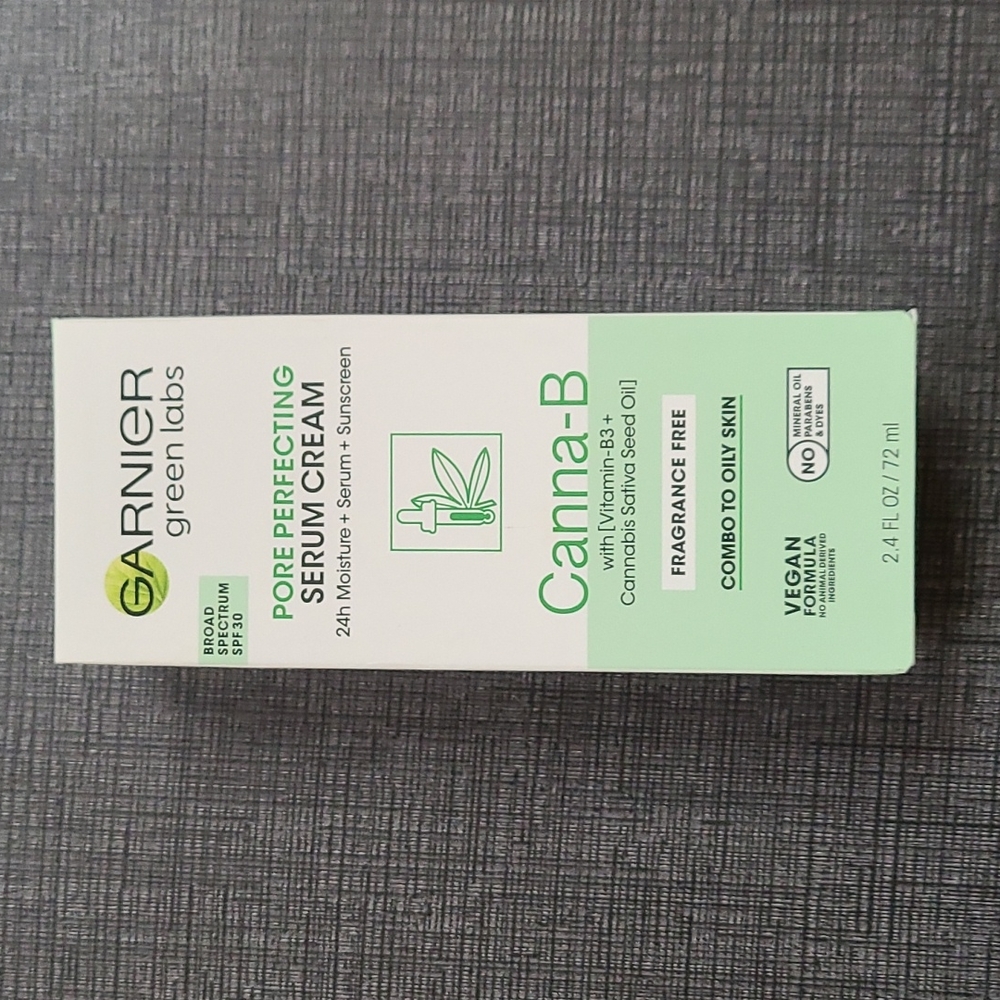 GARNIER
green labs
BROAD
SPECTRUM
SPF30
PORE PERFECTING
SERUM CREAM
24h Moisture + Serum + Sunscreen
Canna-B
with [Vitamin-B3 +
Cannabis Sativa Seed Oil]
FRAGRANCE FREE
COMBO TO OILY SKIN
VEGAN
FORMULA
NO ANIMAL DERIVED
INGREDIENTS
NO
MINERAL OIL
PARABENS
& DYES
2.4 FL OZ / 72 ml